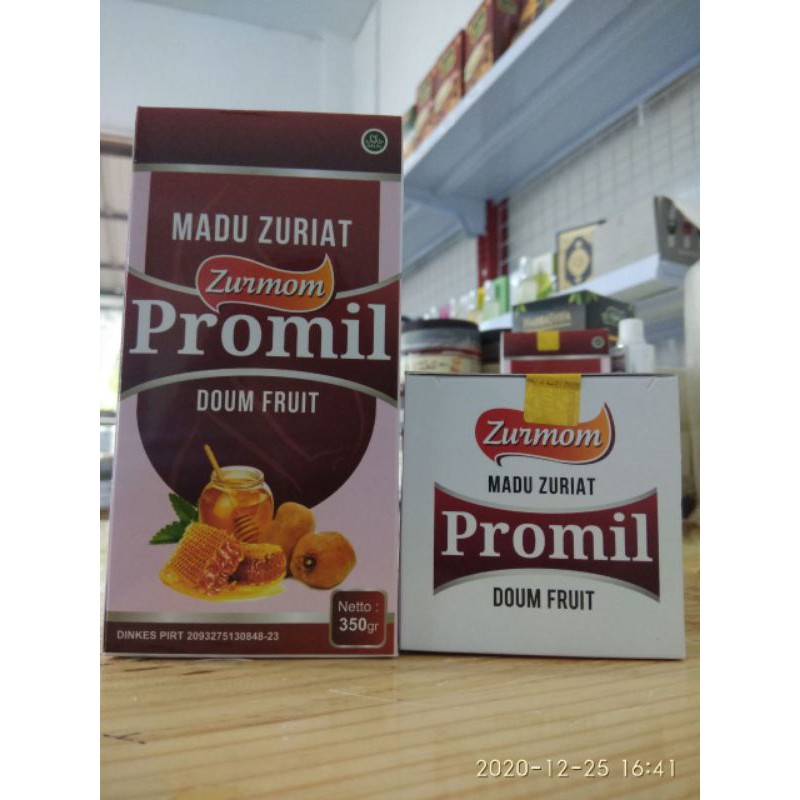 MADU ZURIAT
Zurmom
Promil
DOUM FRUIT
Netto :
350gr
DINKES PIRT 2093275130848-23
Zurmom
MADU ZURIAT
Promil
DOUM FRUIT
2020-12-25 16:41